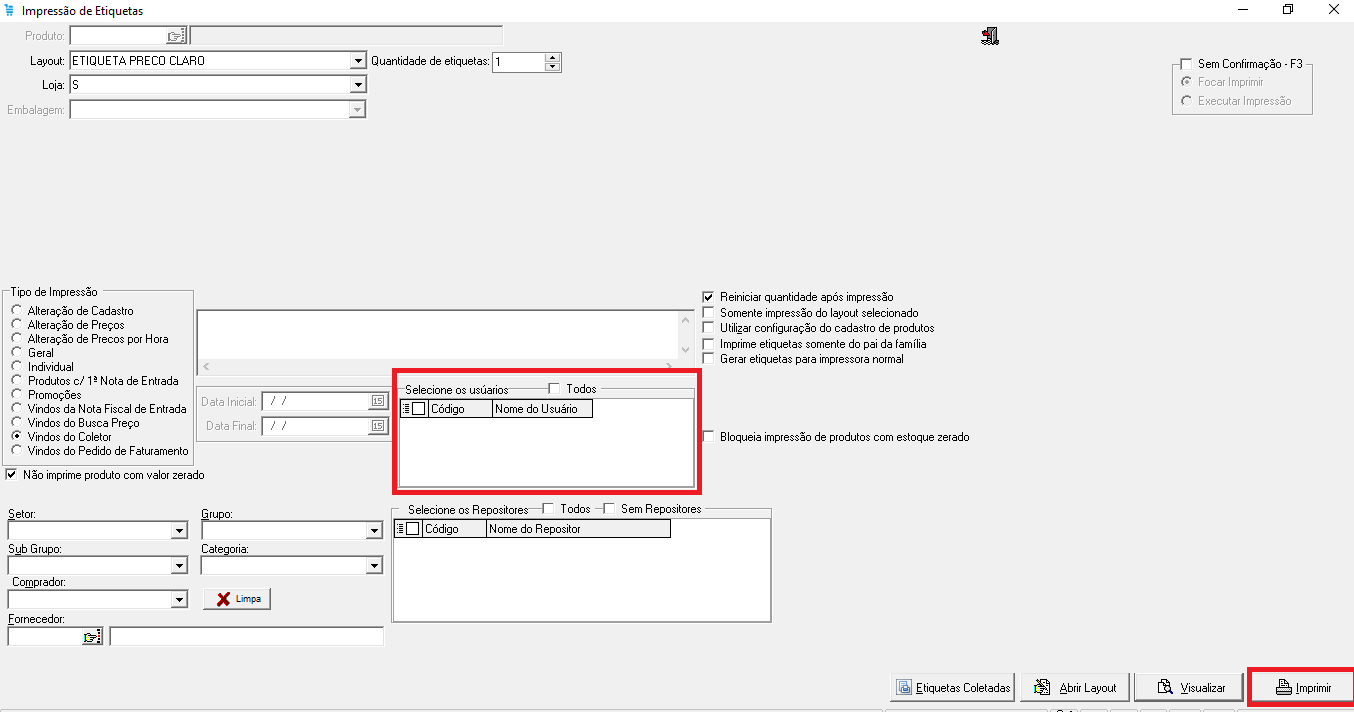 Impressão de Etiquetas
Produto:
Layout: ETIQUETA PRECO CLARO Quantidade de etiquetas: 1
Loja: S
Embalagem:
Sem Confirmação - F3
Focar Imprimir
Executar Impressão
Tipo de Impressão
Alteração de Cadastro
Alteração de Preços
Alteração de Precos por Hora
Geral
Individual
Produtos c/ 1ª Nota de Entrada
Promoções
Vindos da Nota Fiscal de Entrada
Vindos do Busca Preço
Vindos do Coletor
Vindos do Pedido de Faturamento
Não imprime produto com valor zerado
Data Inicial: / / 15
Data Final: / / 15
Reiniciar quantidade após impressão
Somente impressão do layout selecionado
Utilizar configuração do cadastro de produtos
Imprime etiquetas somente do pai da família
Gerar etiquetas para impressora normal
Selecione os usúarios Todos
Código Nome do Usuário
Bloqueia impressão de produtos com estoque zerado
Setor: Grupo:
Sub Grupo: Categoria:
Comprador:
Limpa
Fornecedor:
Selecione os Repositores Todos Sem Repositores
Código Nome do Repositor
Etiquetas Coletadas Abrir Layout Visualizar Imprimir